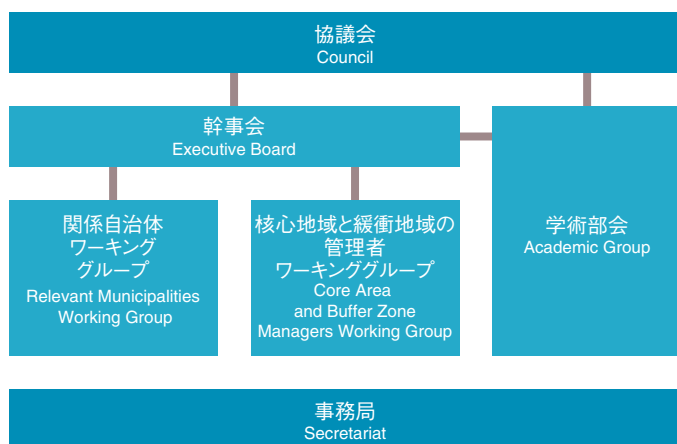 協議会
Council
幹事会
Executive Board
関係自治体
ワーキング
グループ
Relevant Municipalities
Working Group
核心地域と緩衝地域の
管理者
ワーキンググループ
Core Area
and Buffer Zone
Managers Working Group
学術部会
Academic Group
事務局
Secretariat